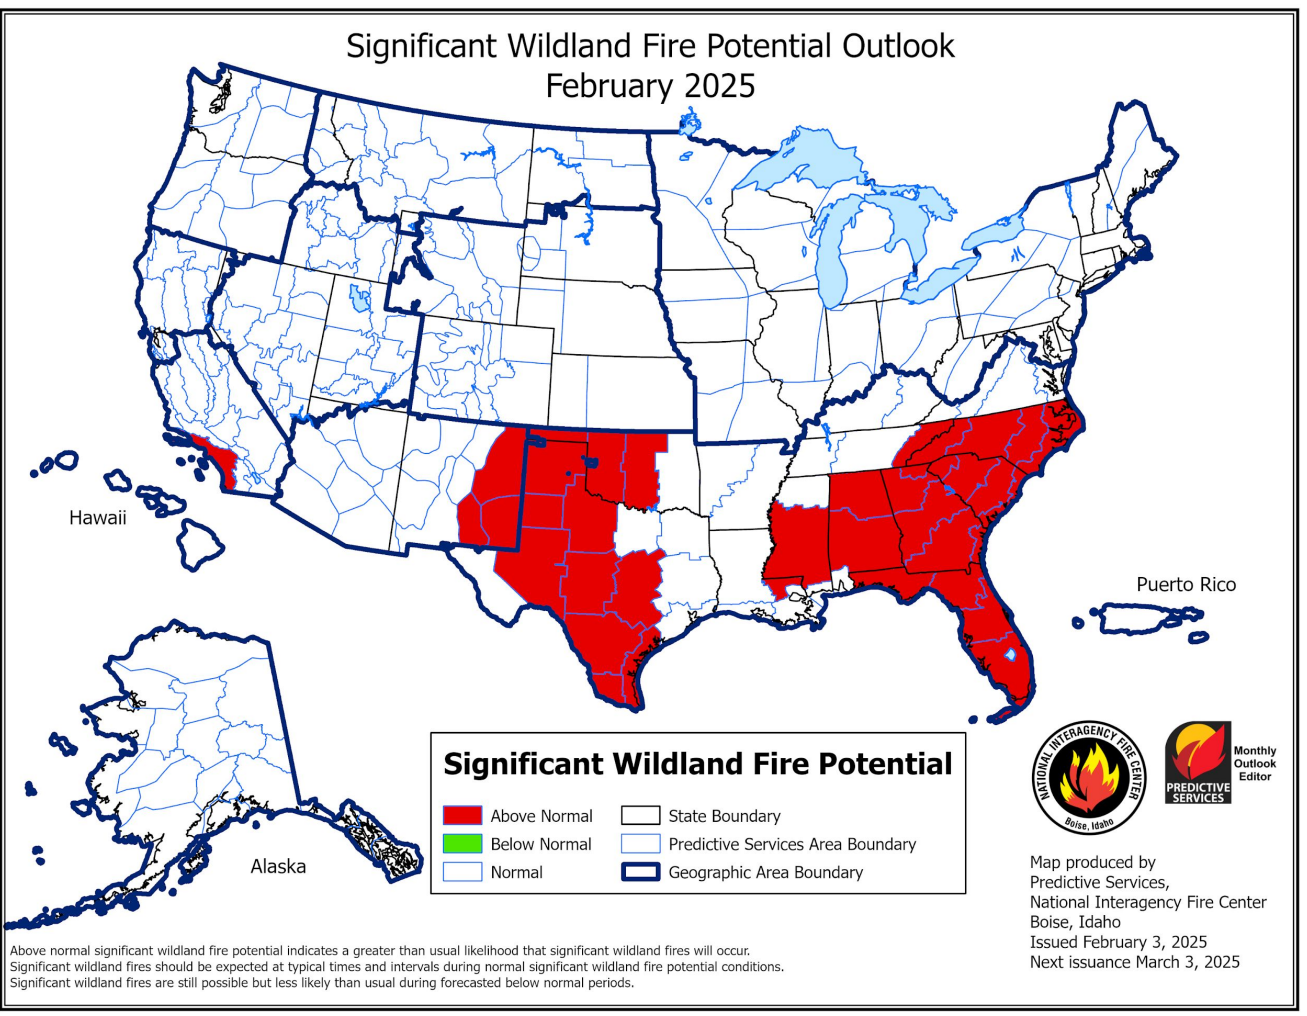 Significant Wildland Fire Potential Outlook
February 2025
Hawaii
Puerto Rico
Alaska
Significant Wildland Fire Potential
Above Normal
Below Normal
Normal
State Boundary
Predictive Services Area Boundary
Geographic Area Boundary
NATIONAL INTERAGENCY FIRE CENTER
Boise, Idaho
PREDICTIVE
SERVICES
Monthly
Outlook
Editor
Map produced by
Predictive Services,
National Interagency Fire Center
Boise, Idaho
Issued February 3, 2025
Next issuance March 3, 2025
Above normal significant wildland fire potential indicates a greater than usual likelihood that significant wildland fires will occur.
Significant wildland fires should be expected at typical times and intervals during normal significant wildland fire potential conditions.
Significant wildland fires are still possible but less likely than usual during forecasted below normal periods.